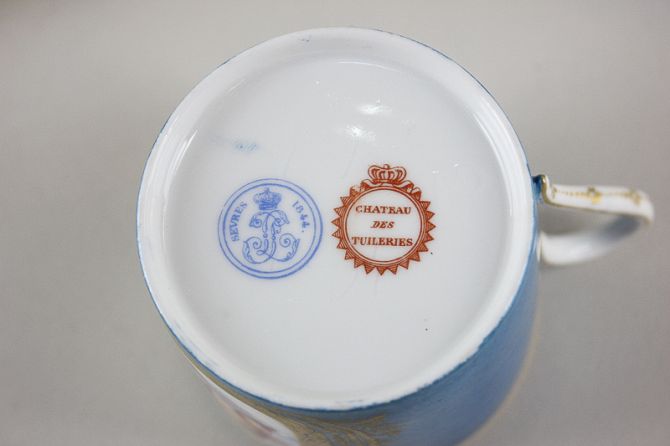 SEVRES 1844.
CHATEAU
DES
TUILERIES